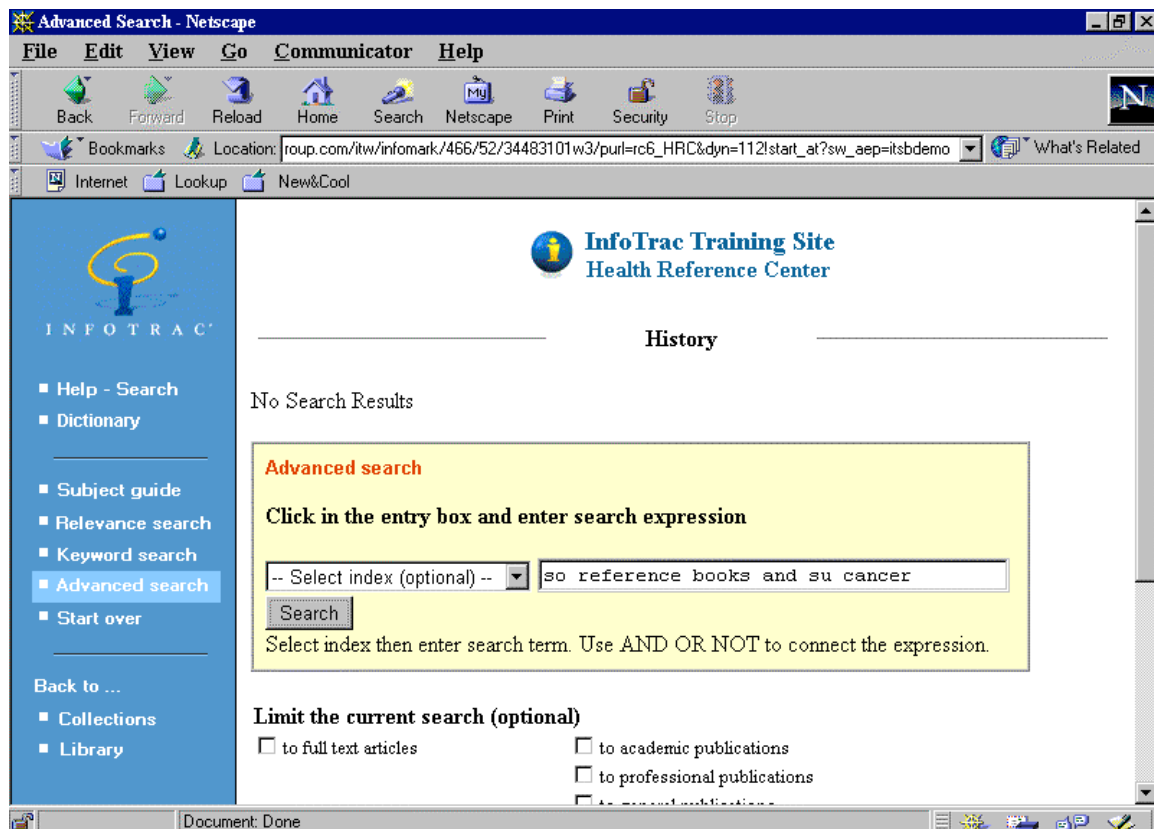 Advanced Search - Netscape
File Edit View Go Communicator Help
My N
Back Forward Reload Home Search Netscape Print Security Stop
Bookmarks Location: roup.com/itw/infomark/466/52/34483101w3/purl=rc6_HRC&dyn=112!start_at?sw_aep=itsbdemo What's Related
Internet Lookup New&Cool
INFOTRAC
Help - Search
Dictionary
Subject guide
Relevance search
Keyword search
Advanced search
Start over
Back to ...
Collections
Library
InfoTrac Training Site
Health Reference Center
History
No Search Results
Advanced search
Click in the entry box and enter search expression
-- Select index (optional) -- so reference books and su cancer
Search
Select index then enter search term. Use AND OR NOT to connect the expression.
Limit the current search (optional)
to full text articles to academic publications
to professional publications
to general publications
Document: Done